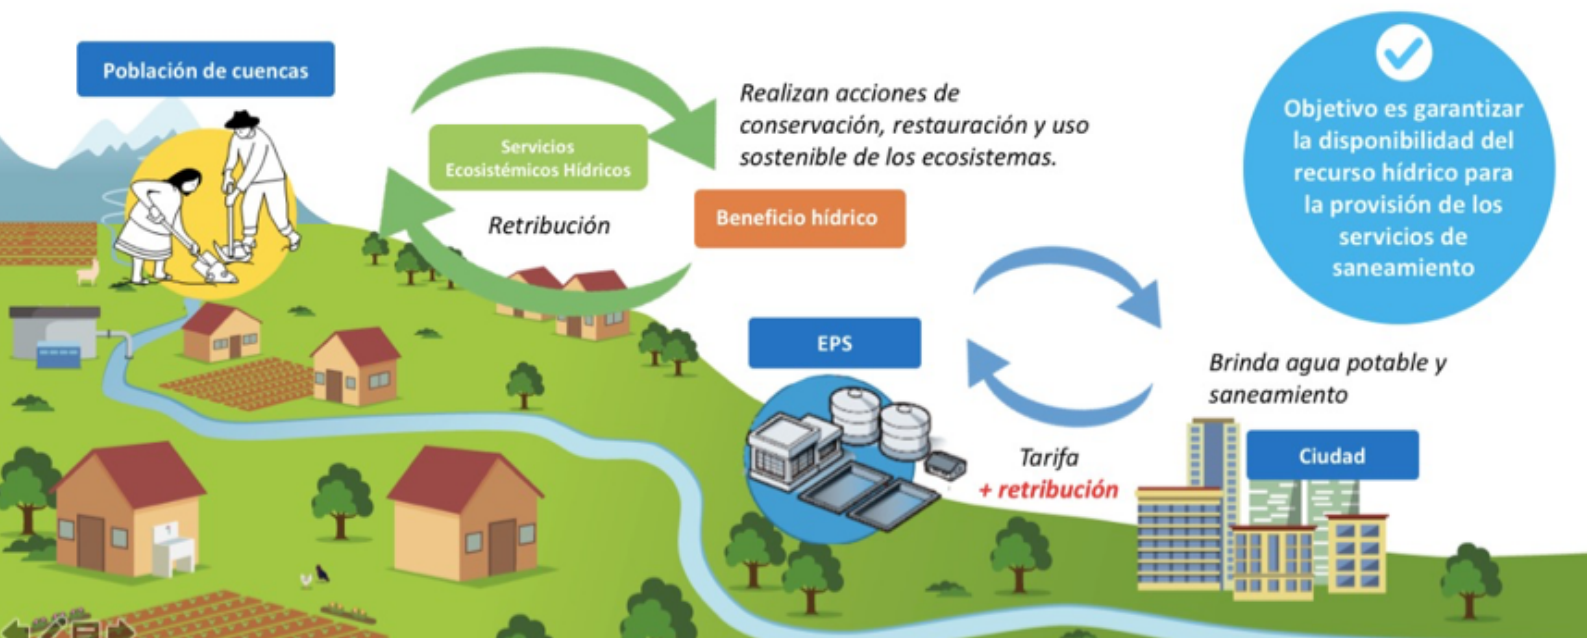 Población de cuencas
Servicios
Ecosistémicos Hídricos
Retribución
Realizan acciones de
conservación, restauración y uso
sostenible de los ecosistemas.
Beneficio hídrico
EPS
Tarifa
+ retribución
Brinda agua potable y
saneamiento
Ciudad
Objetivo es garantizar
la disponibilidad del
recurso hídrico para
la provisión de los
servicios de
saneamiento